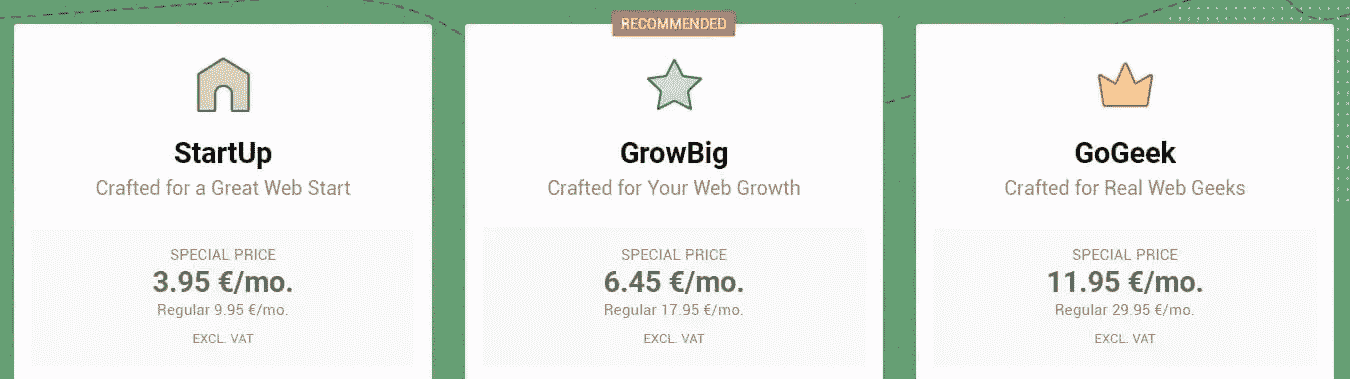 RECOMMENDED
StartUp
Crafted for a Great Web Start
SPECIAL PRICE
3.95 €/mo.
Regular 9.95 €/mo.
EXCL. VAT
GrowBig
Crafted for Your Web Growth
SPECIAL PRICE
6.45 €/mo.
Regular 17.95 €/mo.
EXCL. VAT
GoGeek
Crafted for Real Web Geeks
SPECIAL PRICE
11.95 €/mo.
Regular 29.95 €/mo.
EXCL. VAT